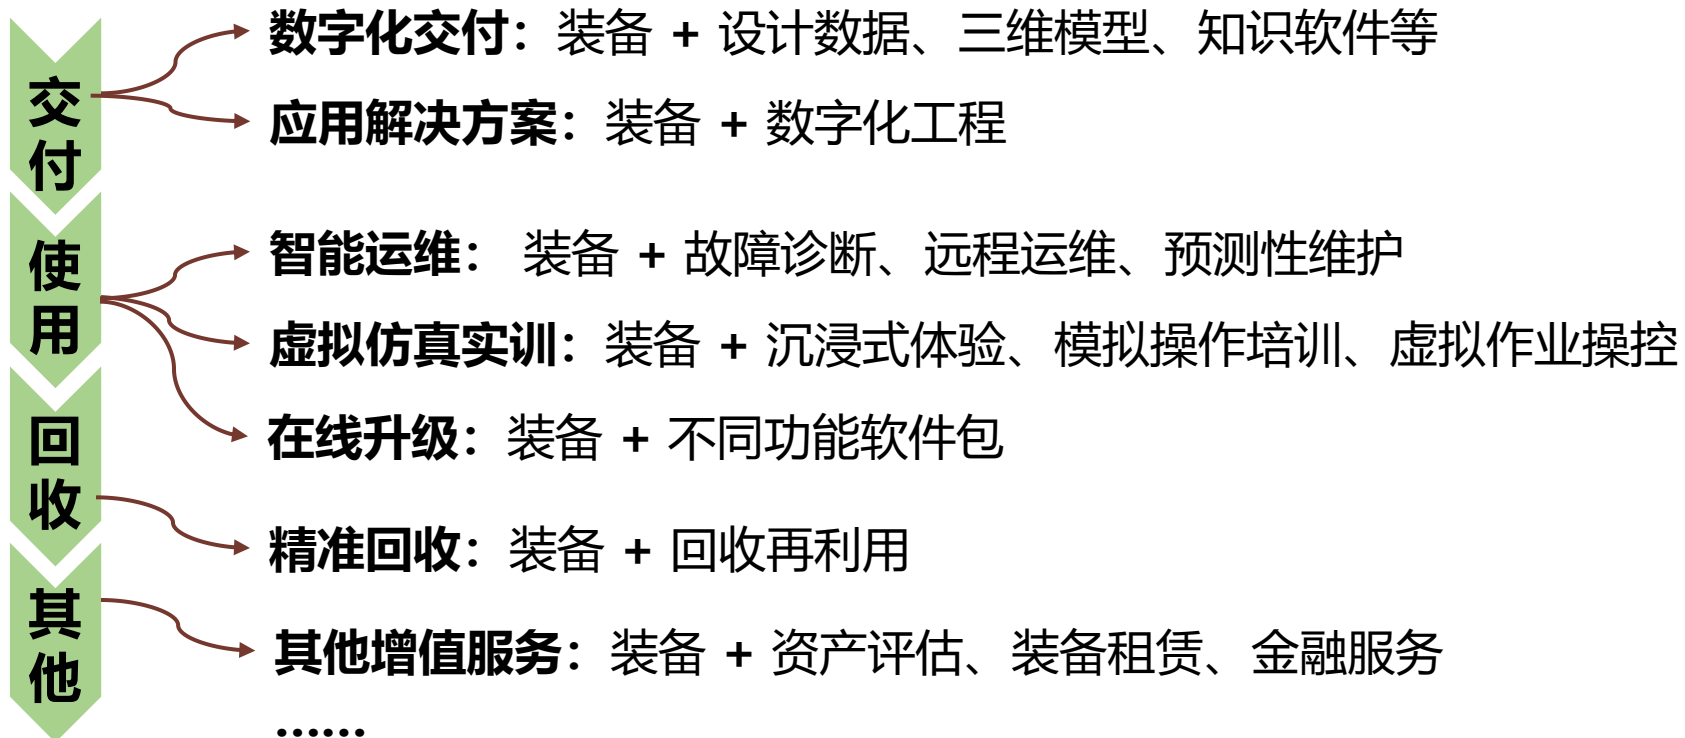 交付
数字化交付：装备 + 设计数据、三维模型、知识软件等
应用解决方案：装备 + 数字化工程
使用
智能运维： 装备 + 故障诊断、远程运维、预测性维护
虚拟仿真实训：装备 + 沉浸式体验、模拟操作培训、虚拟作业操控
在线升级：装备 + 不同功能软件包
回收
精准回收：装备 + 回收再利用
其他
其他增值服务：装备 + 资产评估、装备租赁、金融服务
……